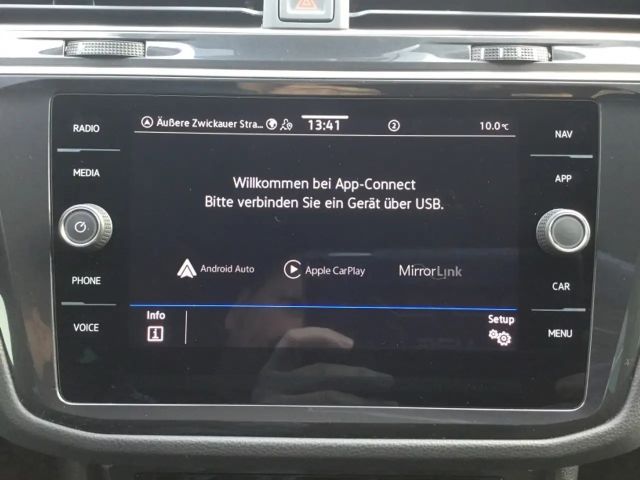 RADIO
MEDIA
PHONE
VOICE
Äußere Zwickauer Stra... 13:41 2 10.0°C
Willkommen bei App-Connect
Bitte verbinden Sie ein Gerät über USB.
Android Auto Apple CarPlay MirrorLink
Info Setup
NAV
APP
CAR
MENU